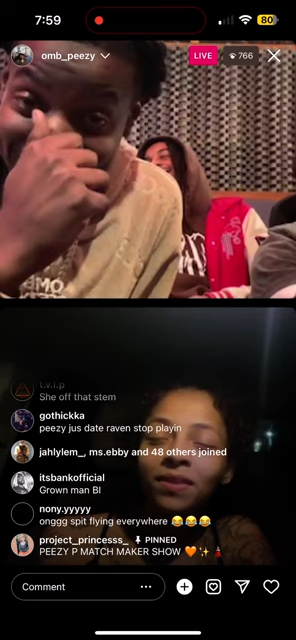 7:59
80
omb_peezy
LIVE
766
t.v.i.p
She off that stem
gothickka
peezy jus date raven stop playin
jahlylem_, ms.ebby and 48 others joined
itsbankofficial
Grown man BI
nony.yyyyy
onggg spit flying everywhere 😂😂😂
project_princesss_ PINNED
PEEZY P MATCH MAKER SHOW 🧡✨💃
Comment